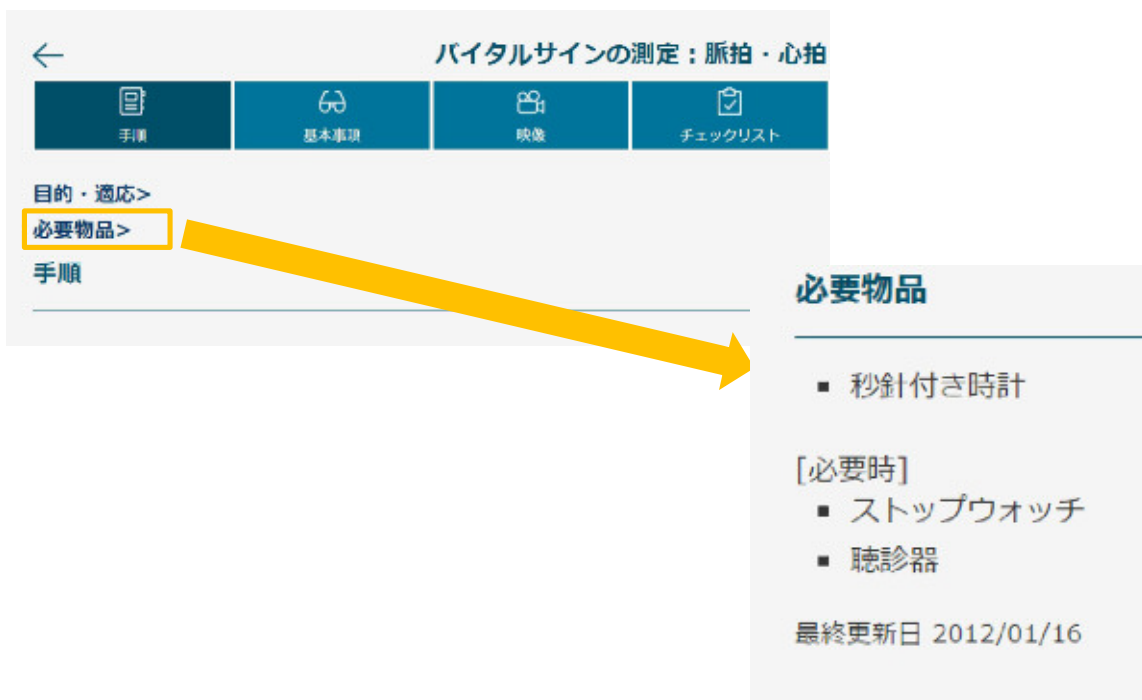 バイタルサインの測定：脈拍・心拍
手順
基本事項
映像
チェックリスト
目的・適応>
必要物品>
手順
必要物品
▪ 秒針付き時計
[必要時]
▪ ストップウォッチ
▪ 聴診器
最終更新日 2012/01/16